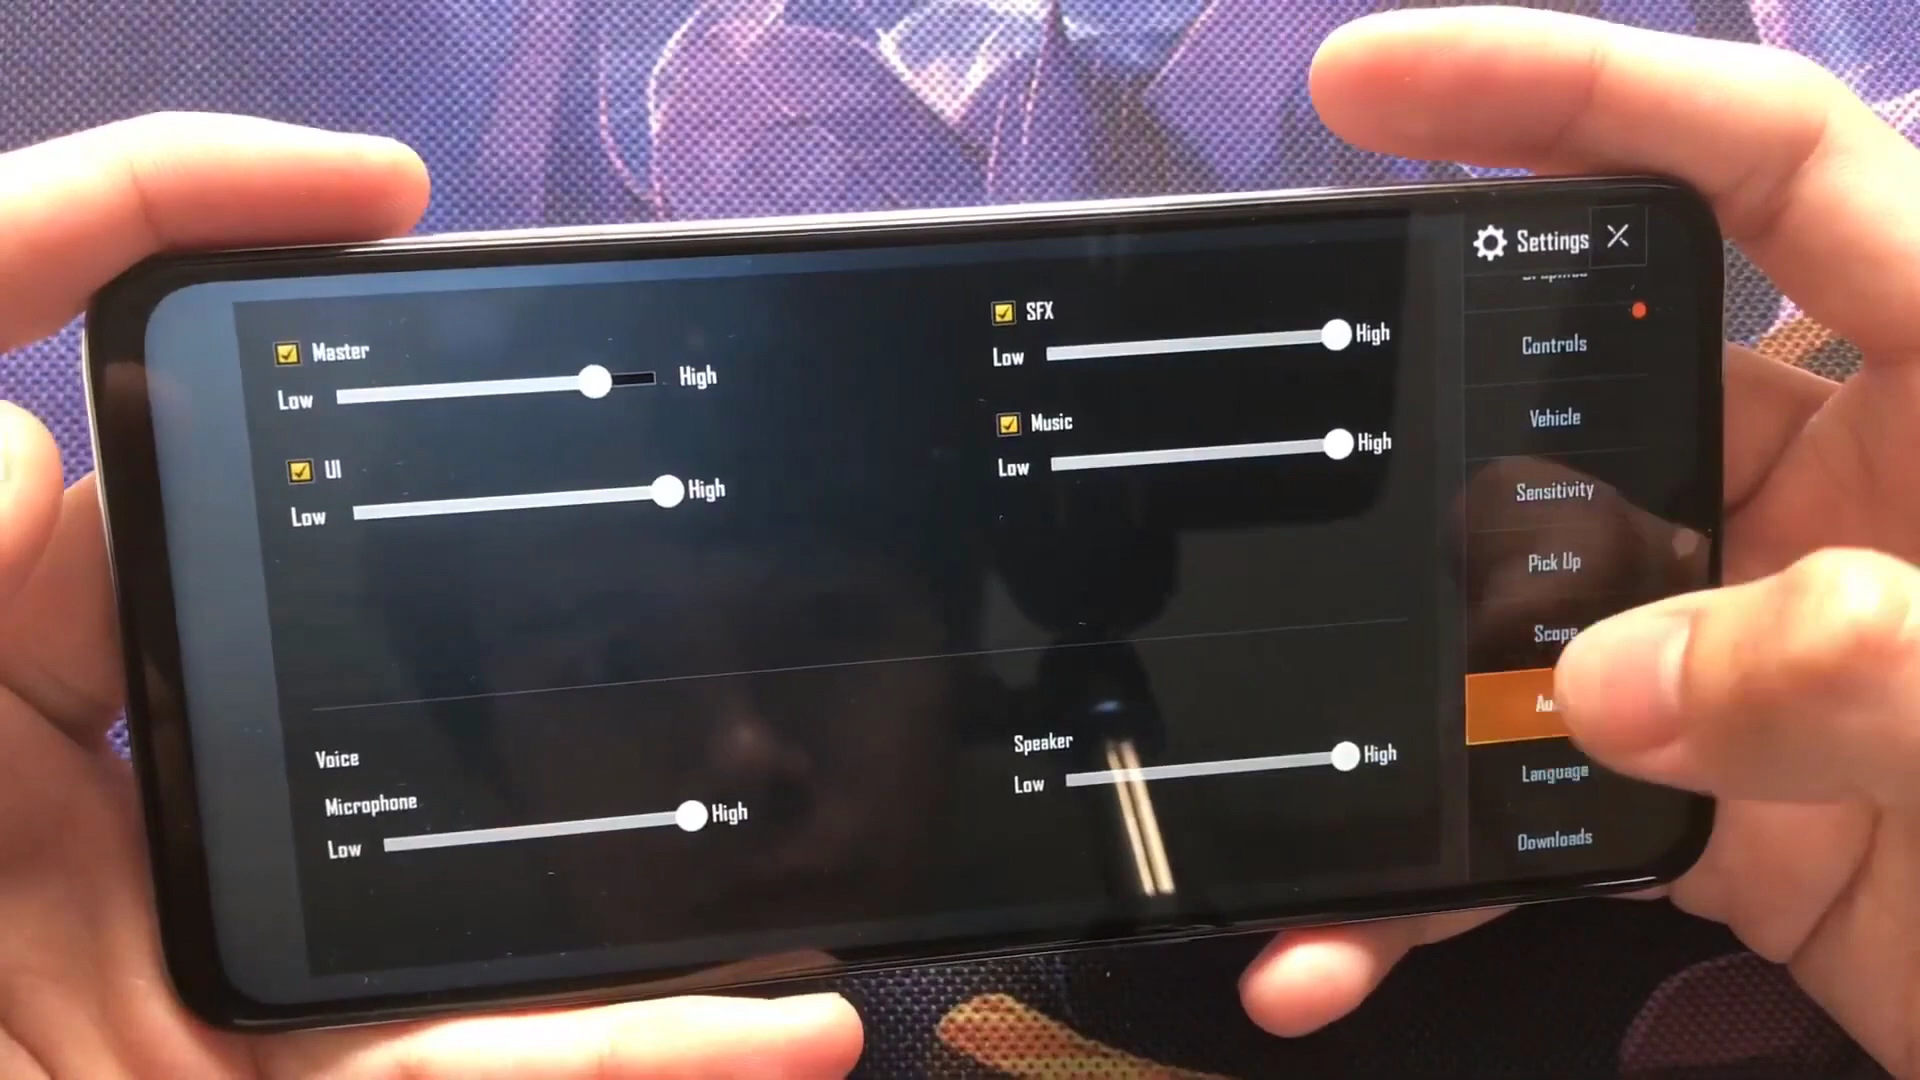 Settings
Master
Low High
UI
Low High
SFX
Low High
Music
Low High
Voice
Microphone
Low High
Speaker
Low High
Controls
Vehicle
Sensitivity
Pick Up
Scope
Language
Downloads